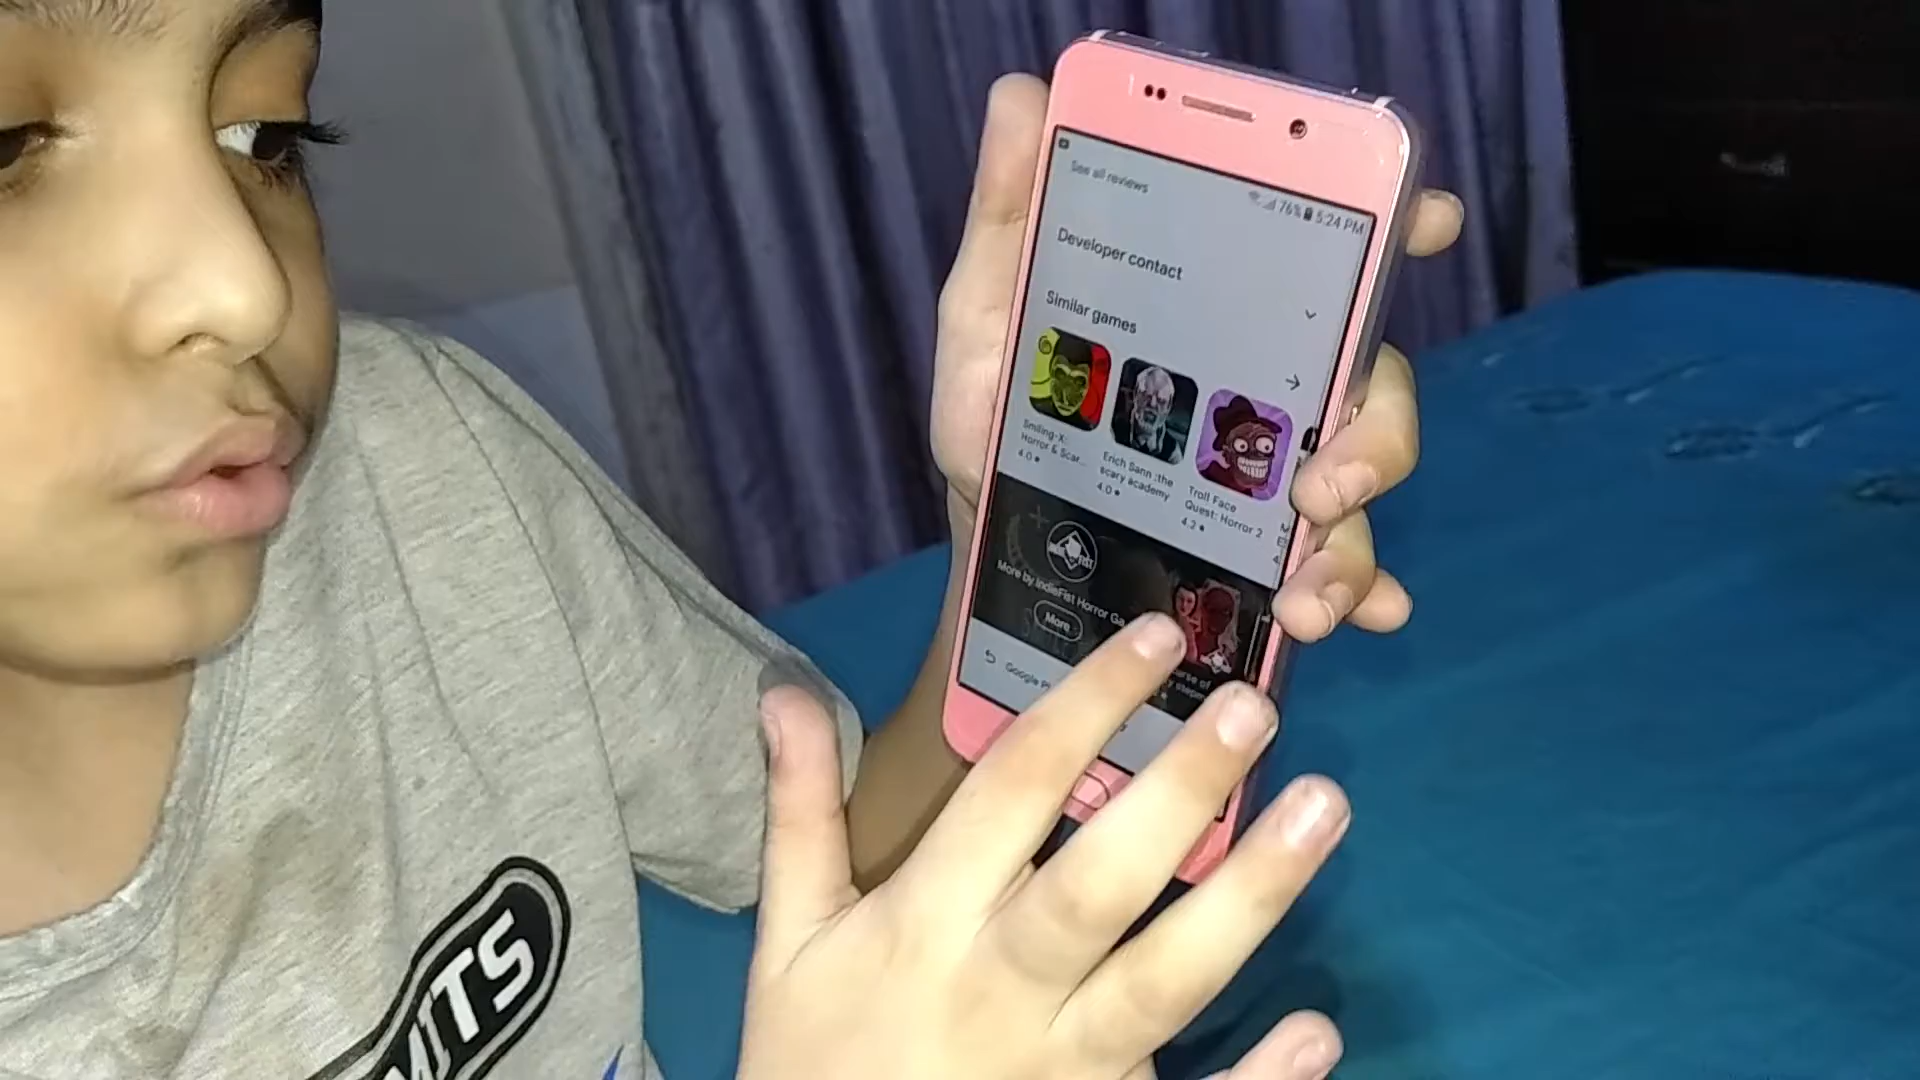 See all reviews
76% 5:24 PM
Developer contact
Similar games
Smiling-X:
Horror & Scar...
4.0
Erich Sann :the
scary academy
4.0
Troll Face
Quest: Horror 2
4.2
More by IndieFist Horror Ga
More
Google
MITS